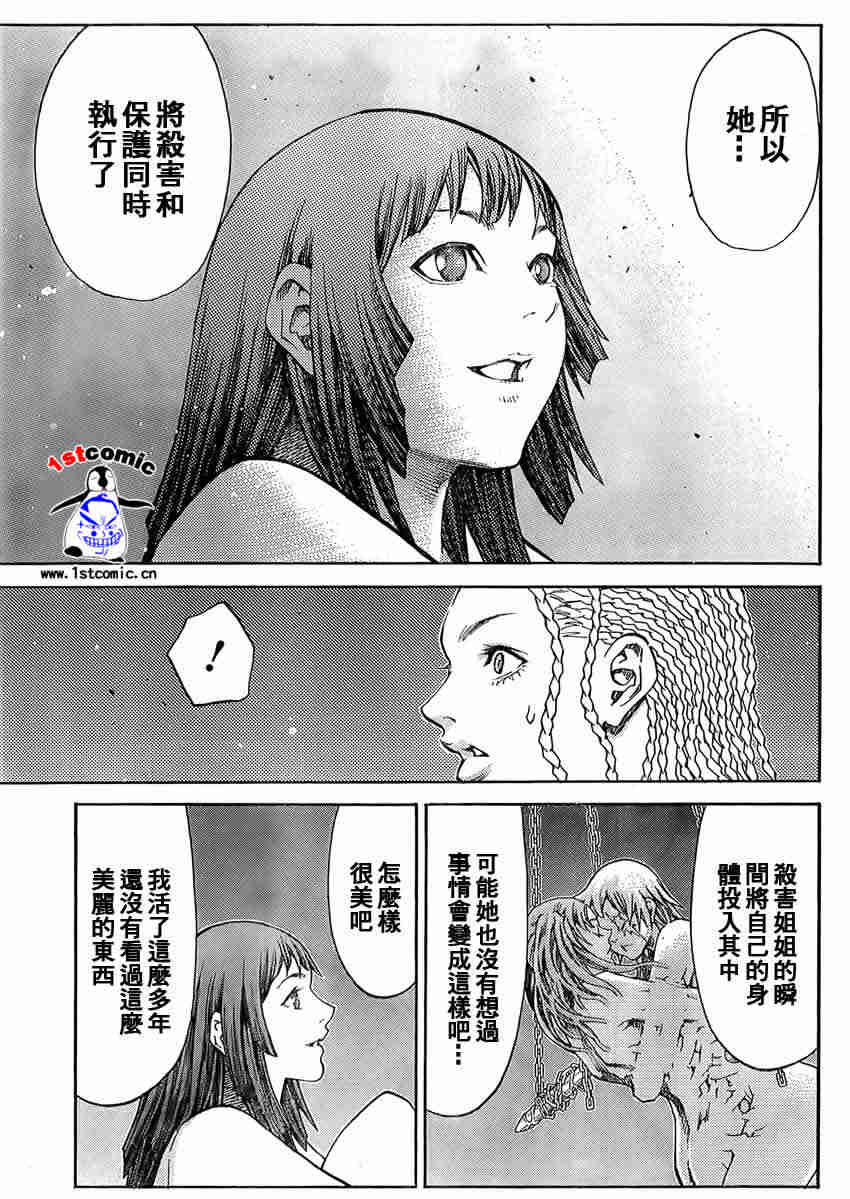 所以
她…
將殺害和
保護同時
執行了
1stcomic
www.1stcomic.cn
！
殺害姐姐的瞬
間將自己的身
體投入其中
可能她也沒有想過
事情會變成這樣吧…
怎麼樣
很美吧
我活了這麼多年
還沒有看過這麼
美麗的東西